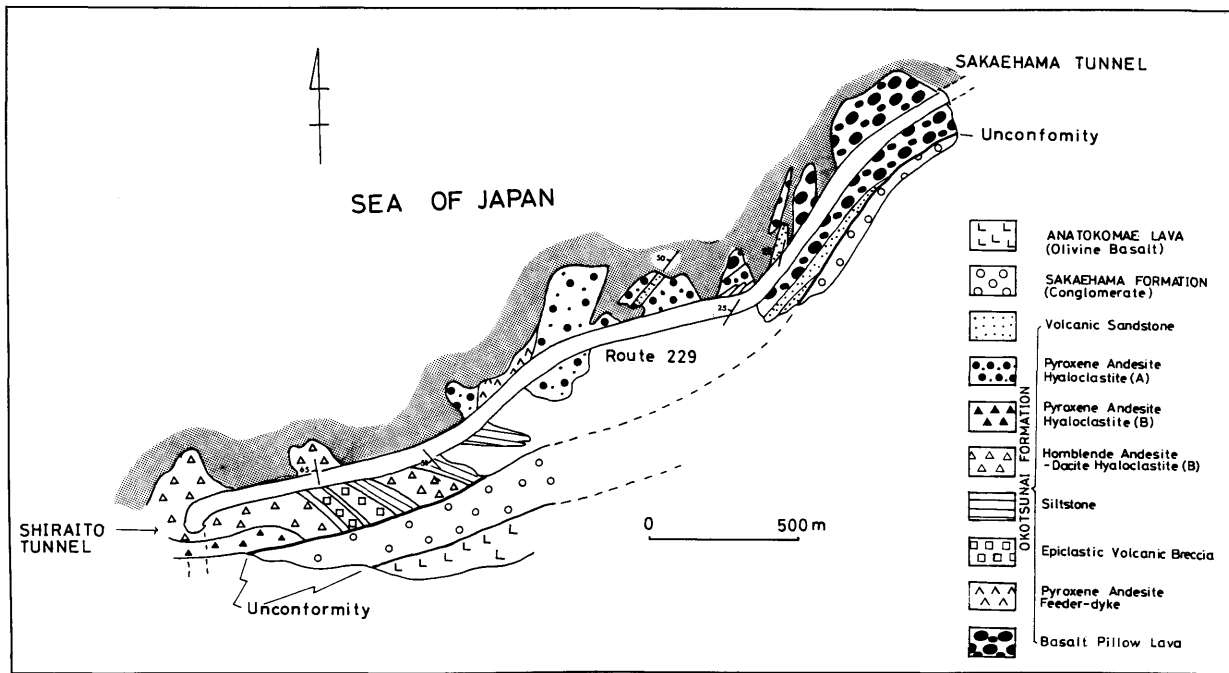 SAKAEHAMA TUNNEL
Unconfomity
SEA OF JAPAN
50
25
Route 229
65
SHIRAITO
TUNNEL
Unconformity
0 500 m
ANATOKOMAE LAVA
(Olivine Basalt)
SAKAEHAMA FORMATION
(Conglomerate)
OKOTSUNAI FORMATION
Volcanic Sandstone
Pyroxene Andesite
Hyaloclastite (A)
Pyroxene Andesite
Hyaloclastite (B)
Homblende Andesite
-Dacite Hyaloclastite (B)
Siltstone
Epiclastic Volcanic Breccia
Pyroxene Andesite
Feeder-dyke
Basalt Pillow Lava